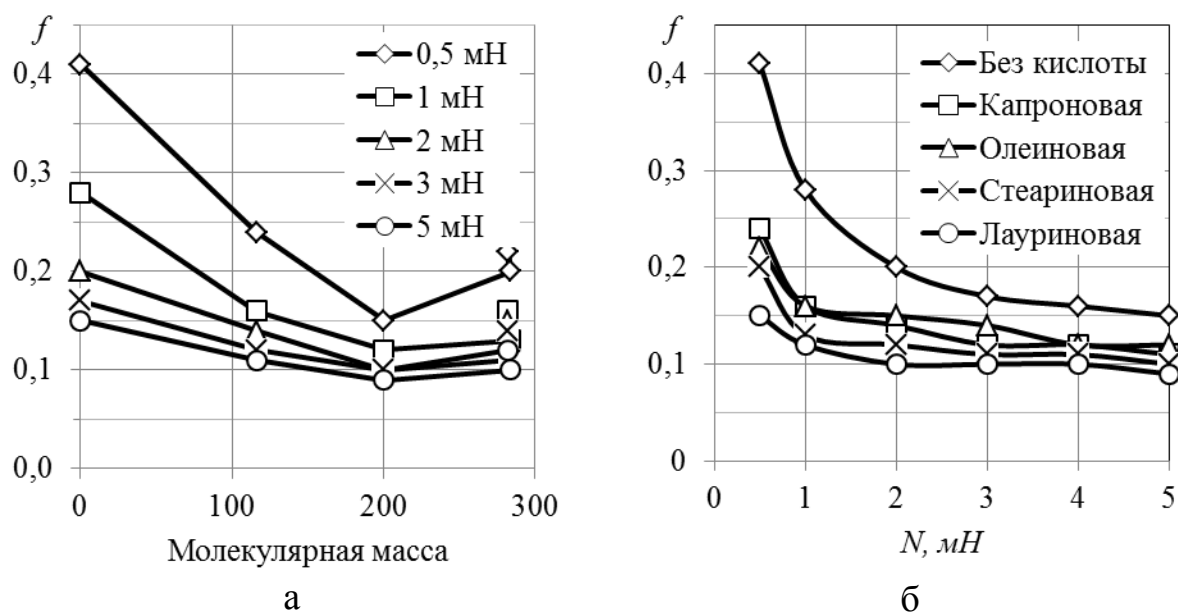 f
0,4
0,3
0,2
0,1
0,0
0
100
200
300
0,5 мН
1 мН
2 мН
3 мН
5 мН
Молекулярная масса
а
f
0,4
0,3
0,2
0,1
0
0
1
2
3
4
5
Без кислоты
Капроновая
Олеиновая
Стеариновая
Лауриновая
N, мН
б